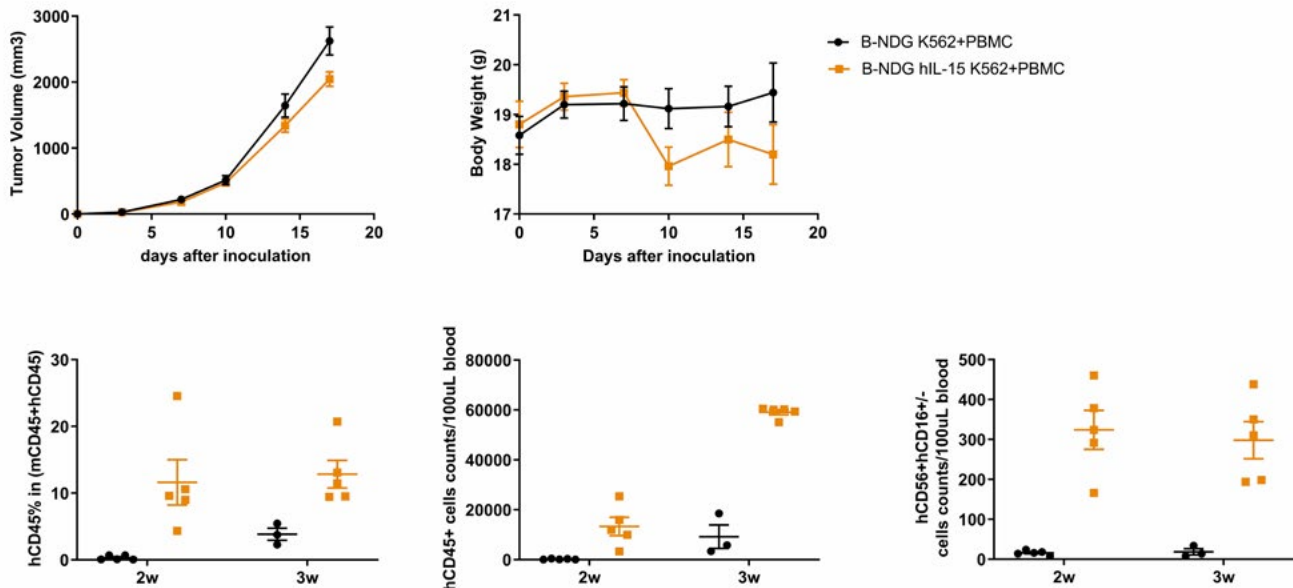 Tumor Volume (mm3)
3000
2000
1000
0
0 5 10 15 20
days after inoculation
Body Weight (g)
21
20
19
18
17
0 5 10 15 20
Days after inoculation
B-NDG K562+PBMC
B-NDG hIL-15 K562+PBMC
hCD45% in (mCD45+hCD45)
30
20
10
0
2w 3w
hCD45+ cells counts/100uL blood
80000
60000
40000
20000
0
2w 3w
hCD56+hCD16+/-
cells counts/100uL blood
500
400
300
200
100
0
2w 3w